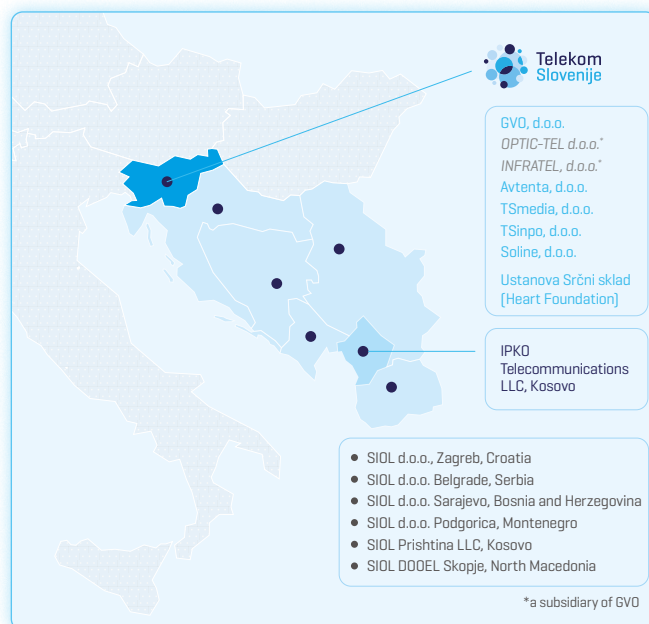 Telekom
Slovenije
GVO, d.o.o.
OPTIC-TEL d.o.o.*
INFRATEL, d.o.o.*
Avtenta, d.o.o.
TSmedia, d.o.o.
TSinpo, d.o.o.
Soline, d.o.o.
Ustanova Srčni sklad
(Heart Foundation)
IPKO
Telecommunications
LLC, Kosovo
• SIOL d.o.o., Zagreb, Croatia
• SIOL d.o.o. Belgrade, Serbia
• SIOL d.o.o. Sarajevo, Bosnia and Herzegovina
• SIOL d.o.o. Podgorica, Montenegro
• SIOL Prishtina LLC, Kosovo
• SIOL DOOEL Skopje, North Macedonia
*a subsidiary of GVO